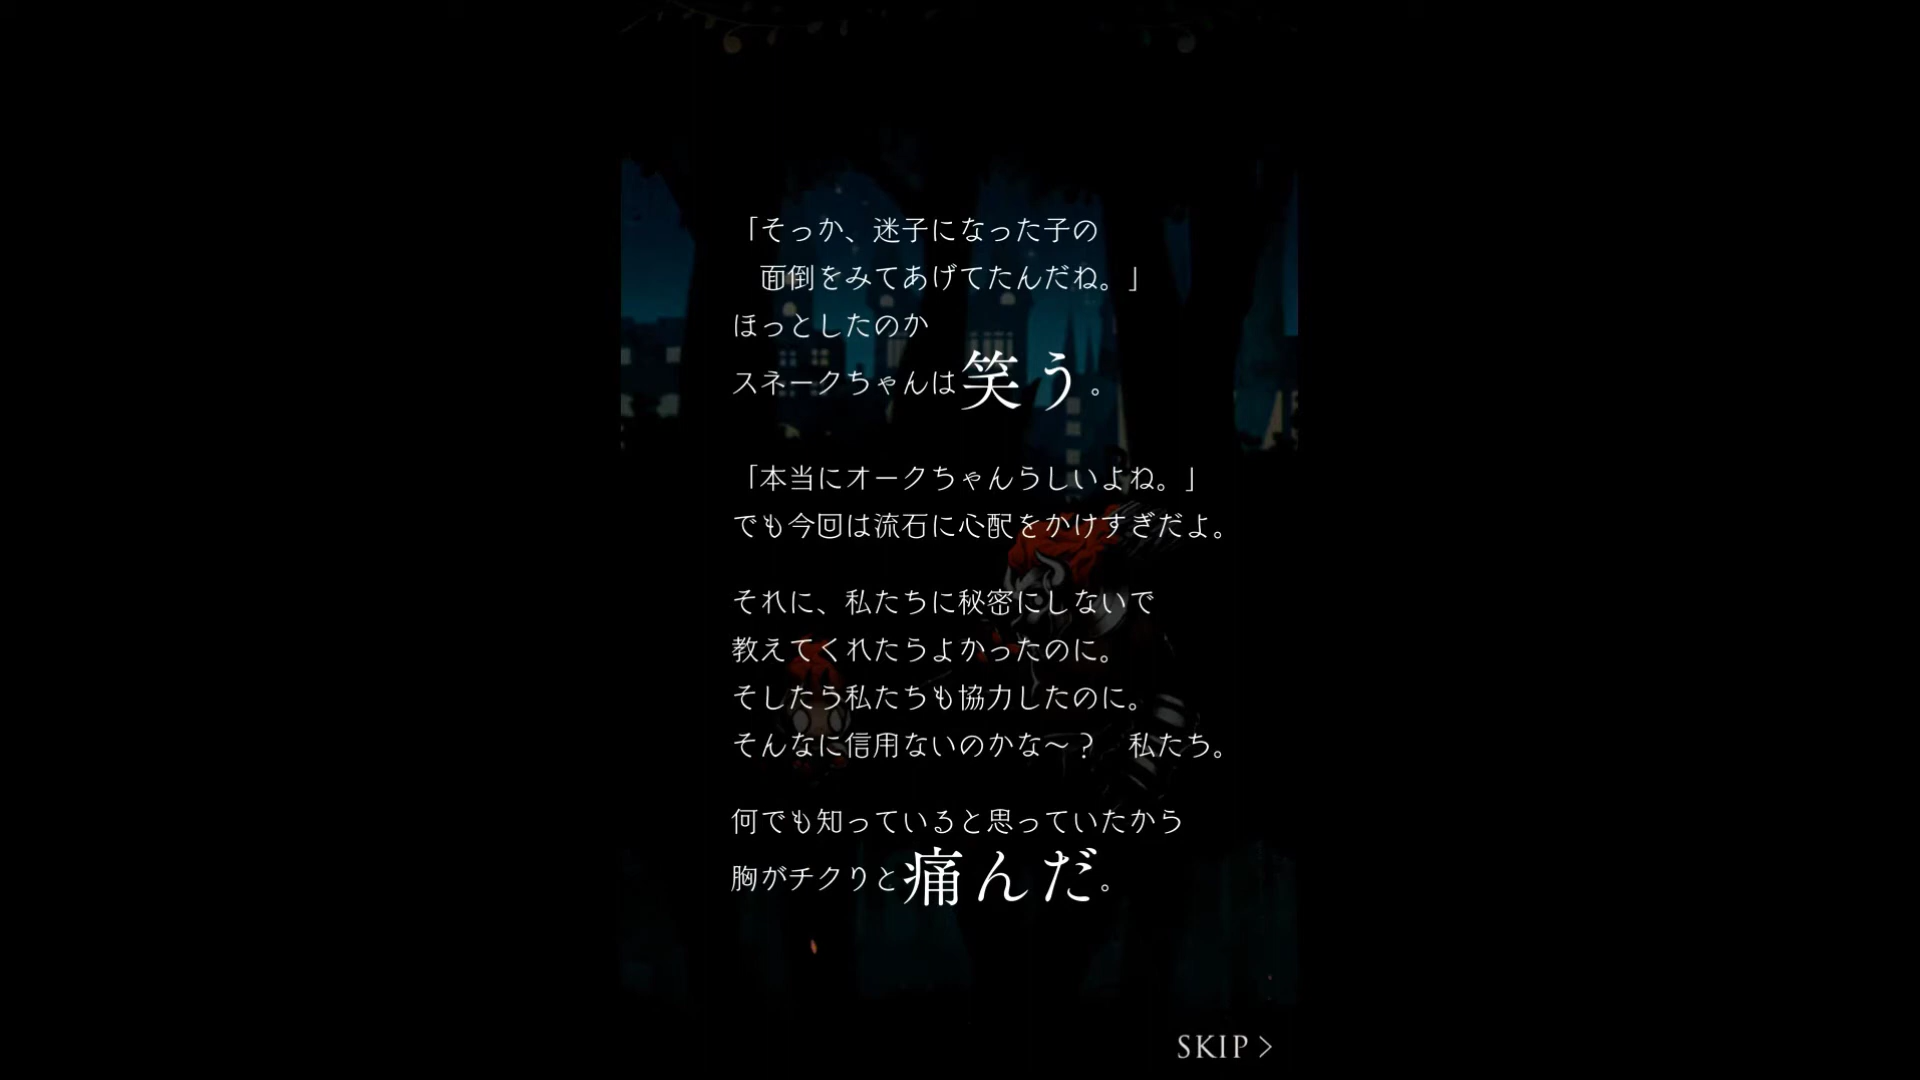 「そっか、迷子になった子の
面倒をみてあげてたんだね。」
ほっとしたのか
スネークちゃんは笑う。
「本当にオークちゃんらしいよね。」
でも今回は流石に心配をかけすぎだよ。
それに、私たちに秘密にしないで
教えてくれたらよかったのに。
そしたら私たちも協力したのに。
そんなに信用ないのかな～？　私たち。
何でも知っていると思っていたから
胸がチクりと痛んだ。
SKIP >